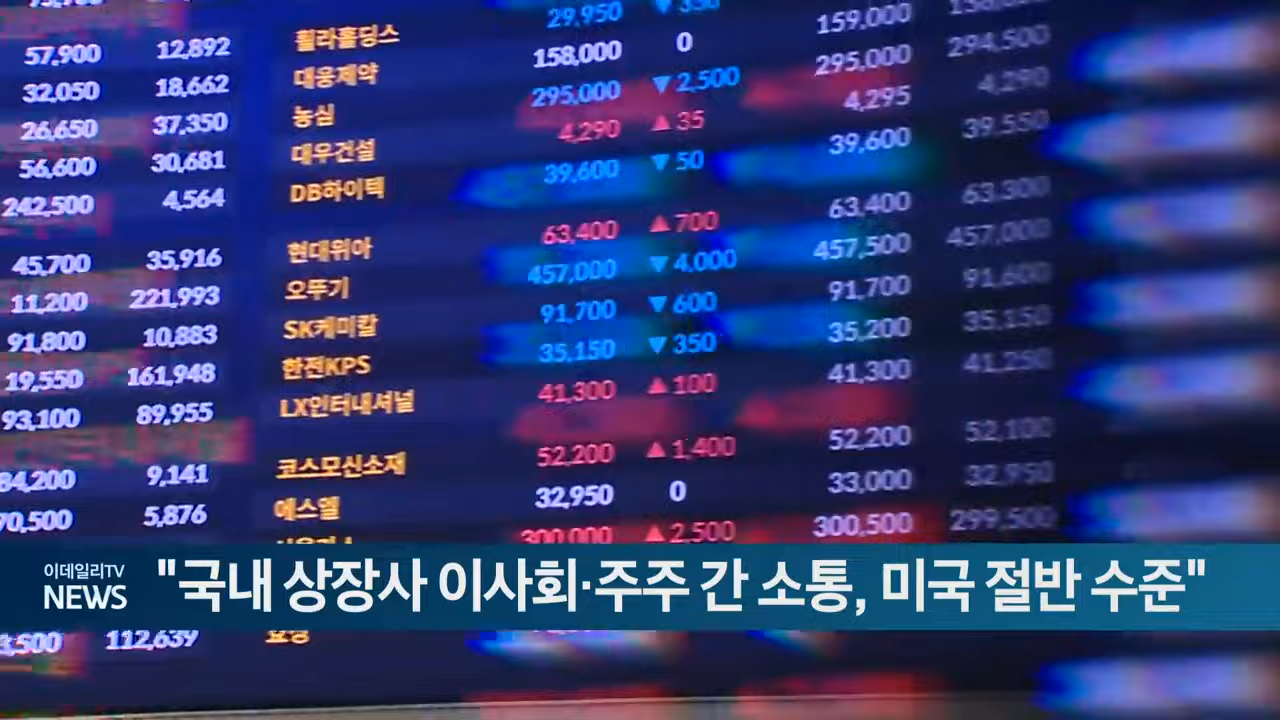 29,950 ▼350
57,900 12,892 휠라홀딩스 158,000 0 159,000
32,050 18,662 대웅제약 295,000 ▼2,500 295,000 294,500
26,650 37,350 농심 4,290 ▲35 4,295 4,290
56,600 30,681 대우건설 39,600 ▼50 39,600 39,550
242,500 4,564 DB하이텍 63,400 ▲700 63,400 63,300
45,700 35,916 현대위아 457,000 ▼4,000 457,500 457,000
11,200 221,993 오뚜기 91,700 ▼600 91,700 91,600
91,800 10,883 SK케미칼 35,150 ▼350 35,200 35,150
19,550 161,948 한전KPS 41,300 ▲100 41,300 41,250
93,100 89,955 LX인터내셔널 52,200 ▲1,400 52,200 52,100
84,200 9,141 코스모신소재 32,950 0 33,000 32,950
70,500 5,876 에스엘 300,000 ▲2,500 300,500 299,500
이데일리TV
NEWS
"국내 상장사 이사회·주주 간 소통, 미국 절반 수준"
3,500 112,639 효성